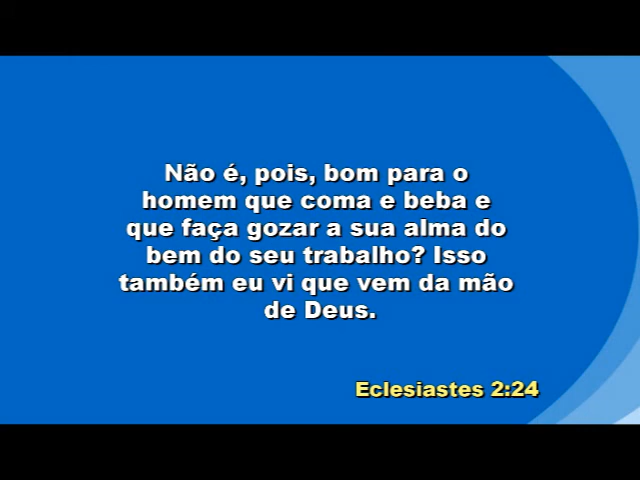 Não é, pois, bom para o
homem que coma e beba e
que faça gozar a sua alma do
bem do seu trabalho? Isso
também eu vi que vem da mão
de Deus.
Eclesiastes 2:24